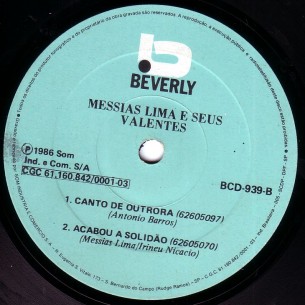 BEVERLY
MESSIAS LIMA E SEUS
VALENTES
℗ 1986 Som
Ind. e Com. S/A
CGC 61.160.842/0001-03
BCD-939-B
1. CANTO DE OUTRORA (62605097)
(Antonio Barros)
2. ACABOU A SOLIDÃO (62605070)
(Messias Lima/Irineu Nicacio)